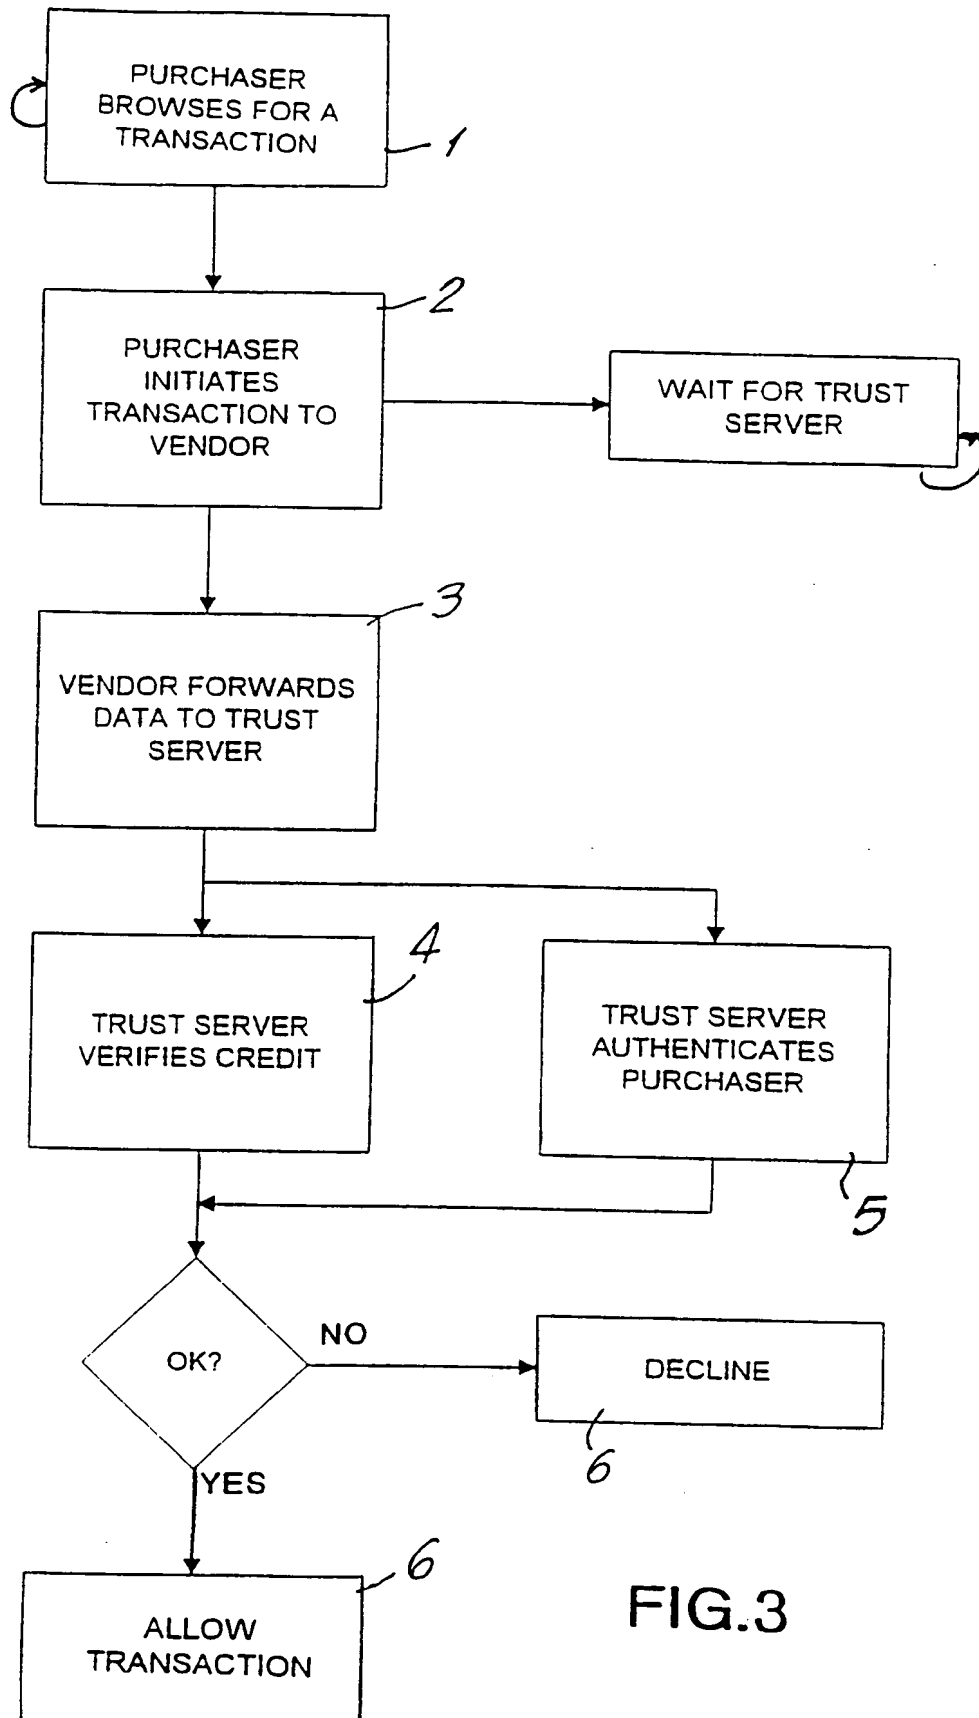 PURCHASER
BROWSES FOR A
TRANSACTION
1
2
PURCHASER
INITIATES
TRANSACTION TO
VENDOR
WAIT FOR TRUST
SERVER
3
VENDOR FORWARDS
DATA TO TRUST
SERVER
4
TRUST SERVER
VERIFIES CREDIT
TRUST SERVER
AUTHENTICATES
PURCHASER
5
OK?
NO
DECLINE
6
YES
6
ALLOW
TRANSACTION
FIG.3